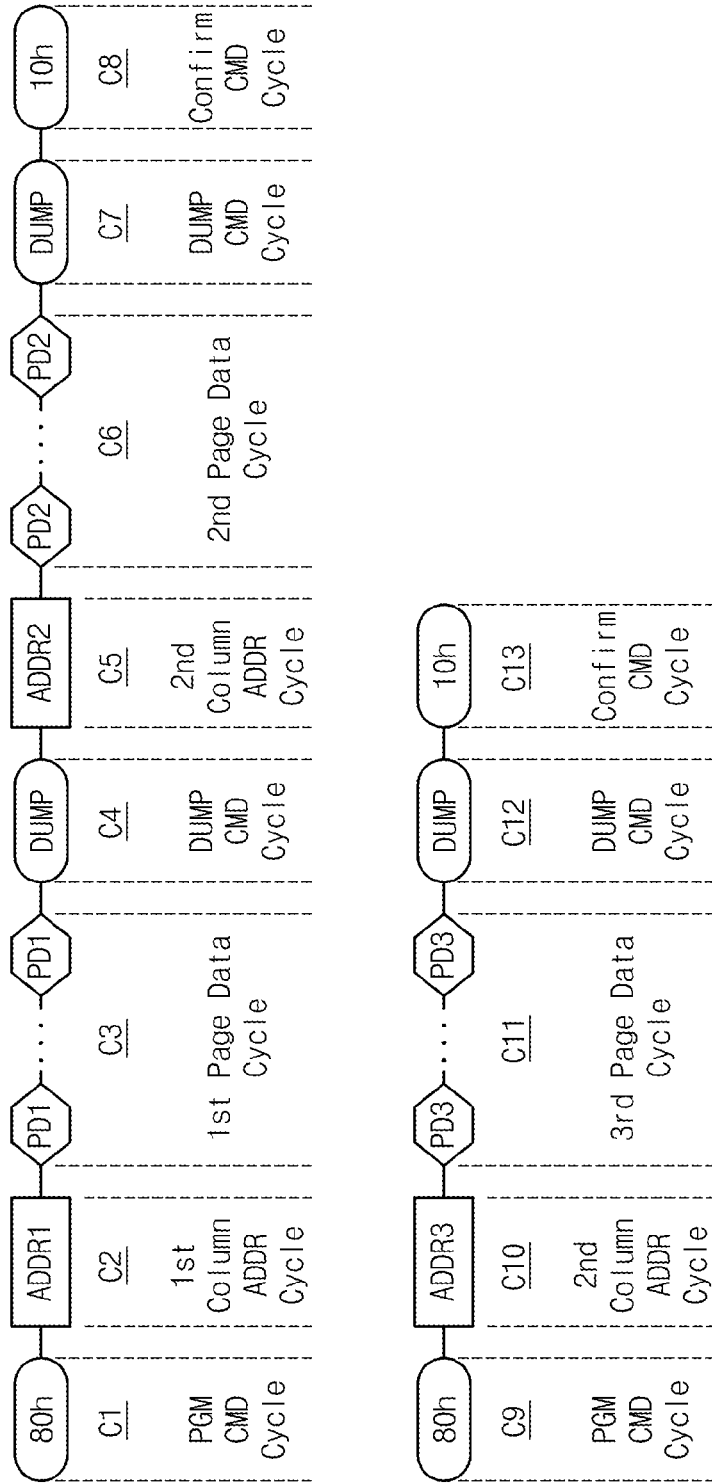 80h ADDR1 PD1 .... PD1 DUMP ADDR2 PD2 .... PD2 DUMP 10h
C1 C2 C3 C4 C5 C6 C7 C8
PGM
CMD
Cycle
1st
Column
ADDR
Cycle
1st Page Data
Cycle
DUMP
CMD
Cycle
2nd
Column
ADDR
Cycle
2nd Page Data
Cycle
DUMP
CMD
Cycle
Confirm
CMD
Cycle
80h ADDR3 PD3 .... PD3 DUMP 10h
C9 C10 C11 C12 C13
PGM
CMD
Cycle
2nd
Column
ADDR
Cycle
3rd Page Data
Cycle
DUMP
CMD
Cycle
Confirm
CMD
Cycle